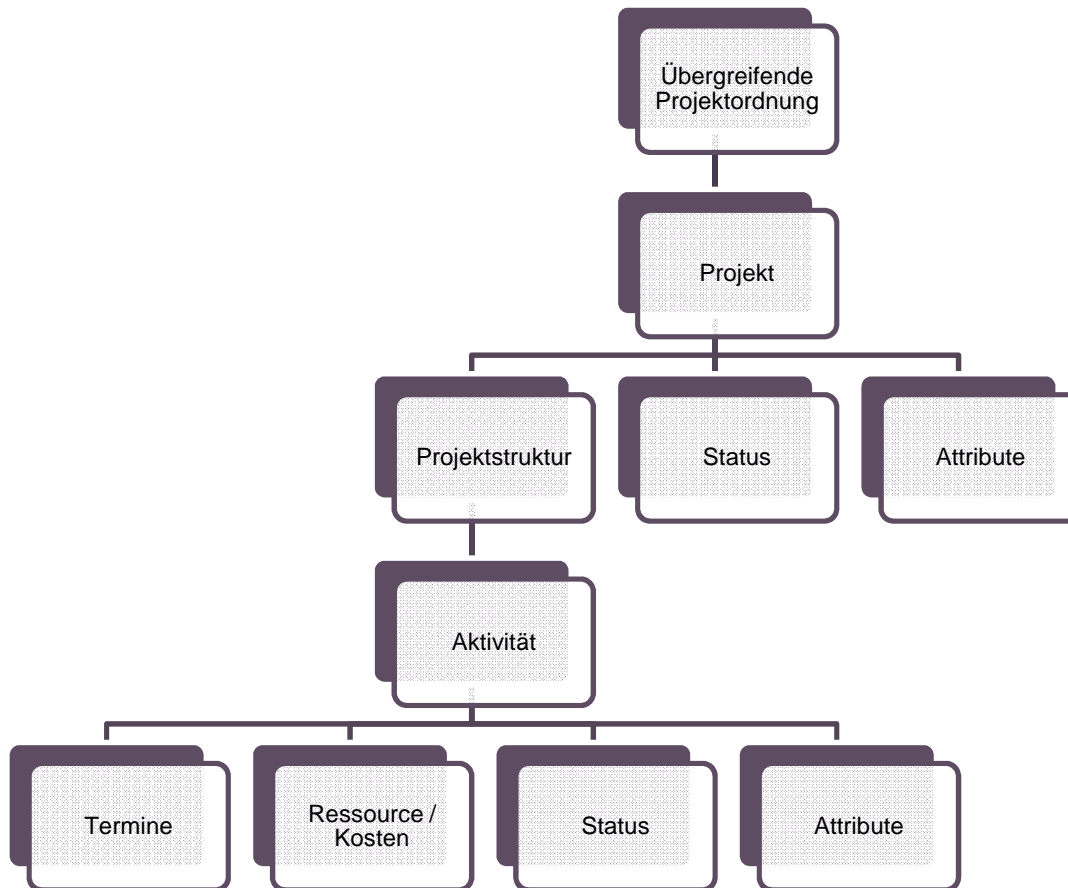 Übergreifende
Projektordnung
Projekt
Projektstruktur
Status
Attribute
Aktivität
Termine
Ressource /
Kosten
Status
Attribute